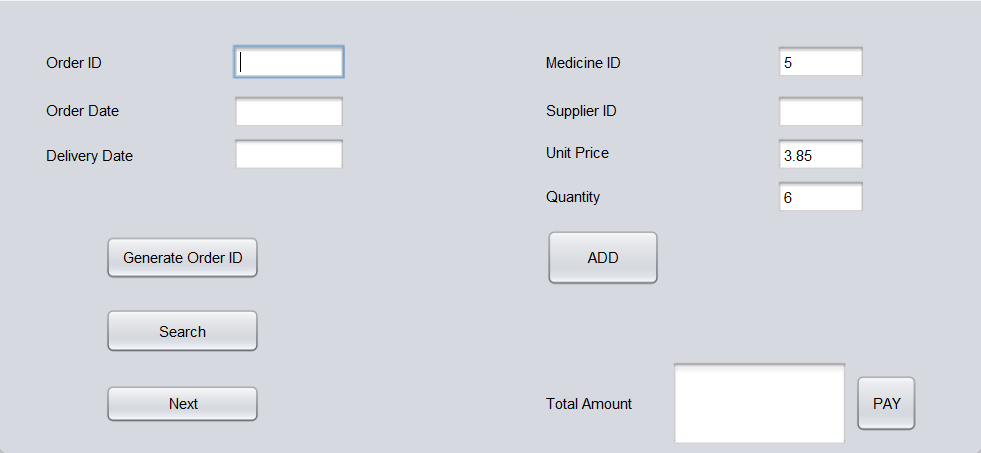 Order ID
Order Date
Delivery Date
Generate Order ID
Search
Next
Medicine ID 5
Supplier ID
Unit Price 3.85
Quantity 6
ADD
Total Amount PAY